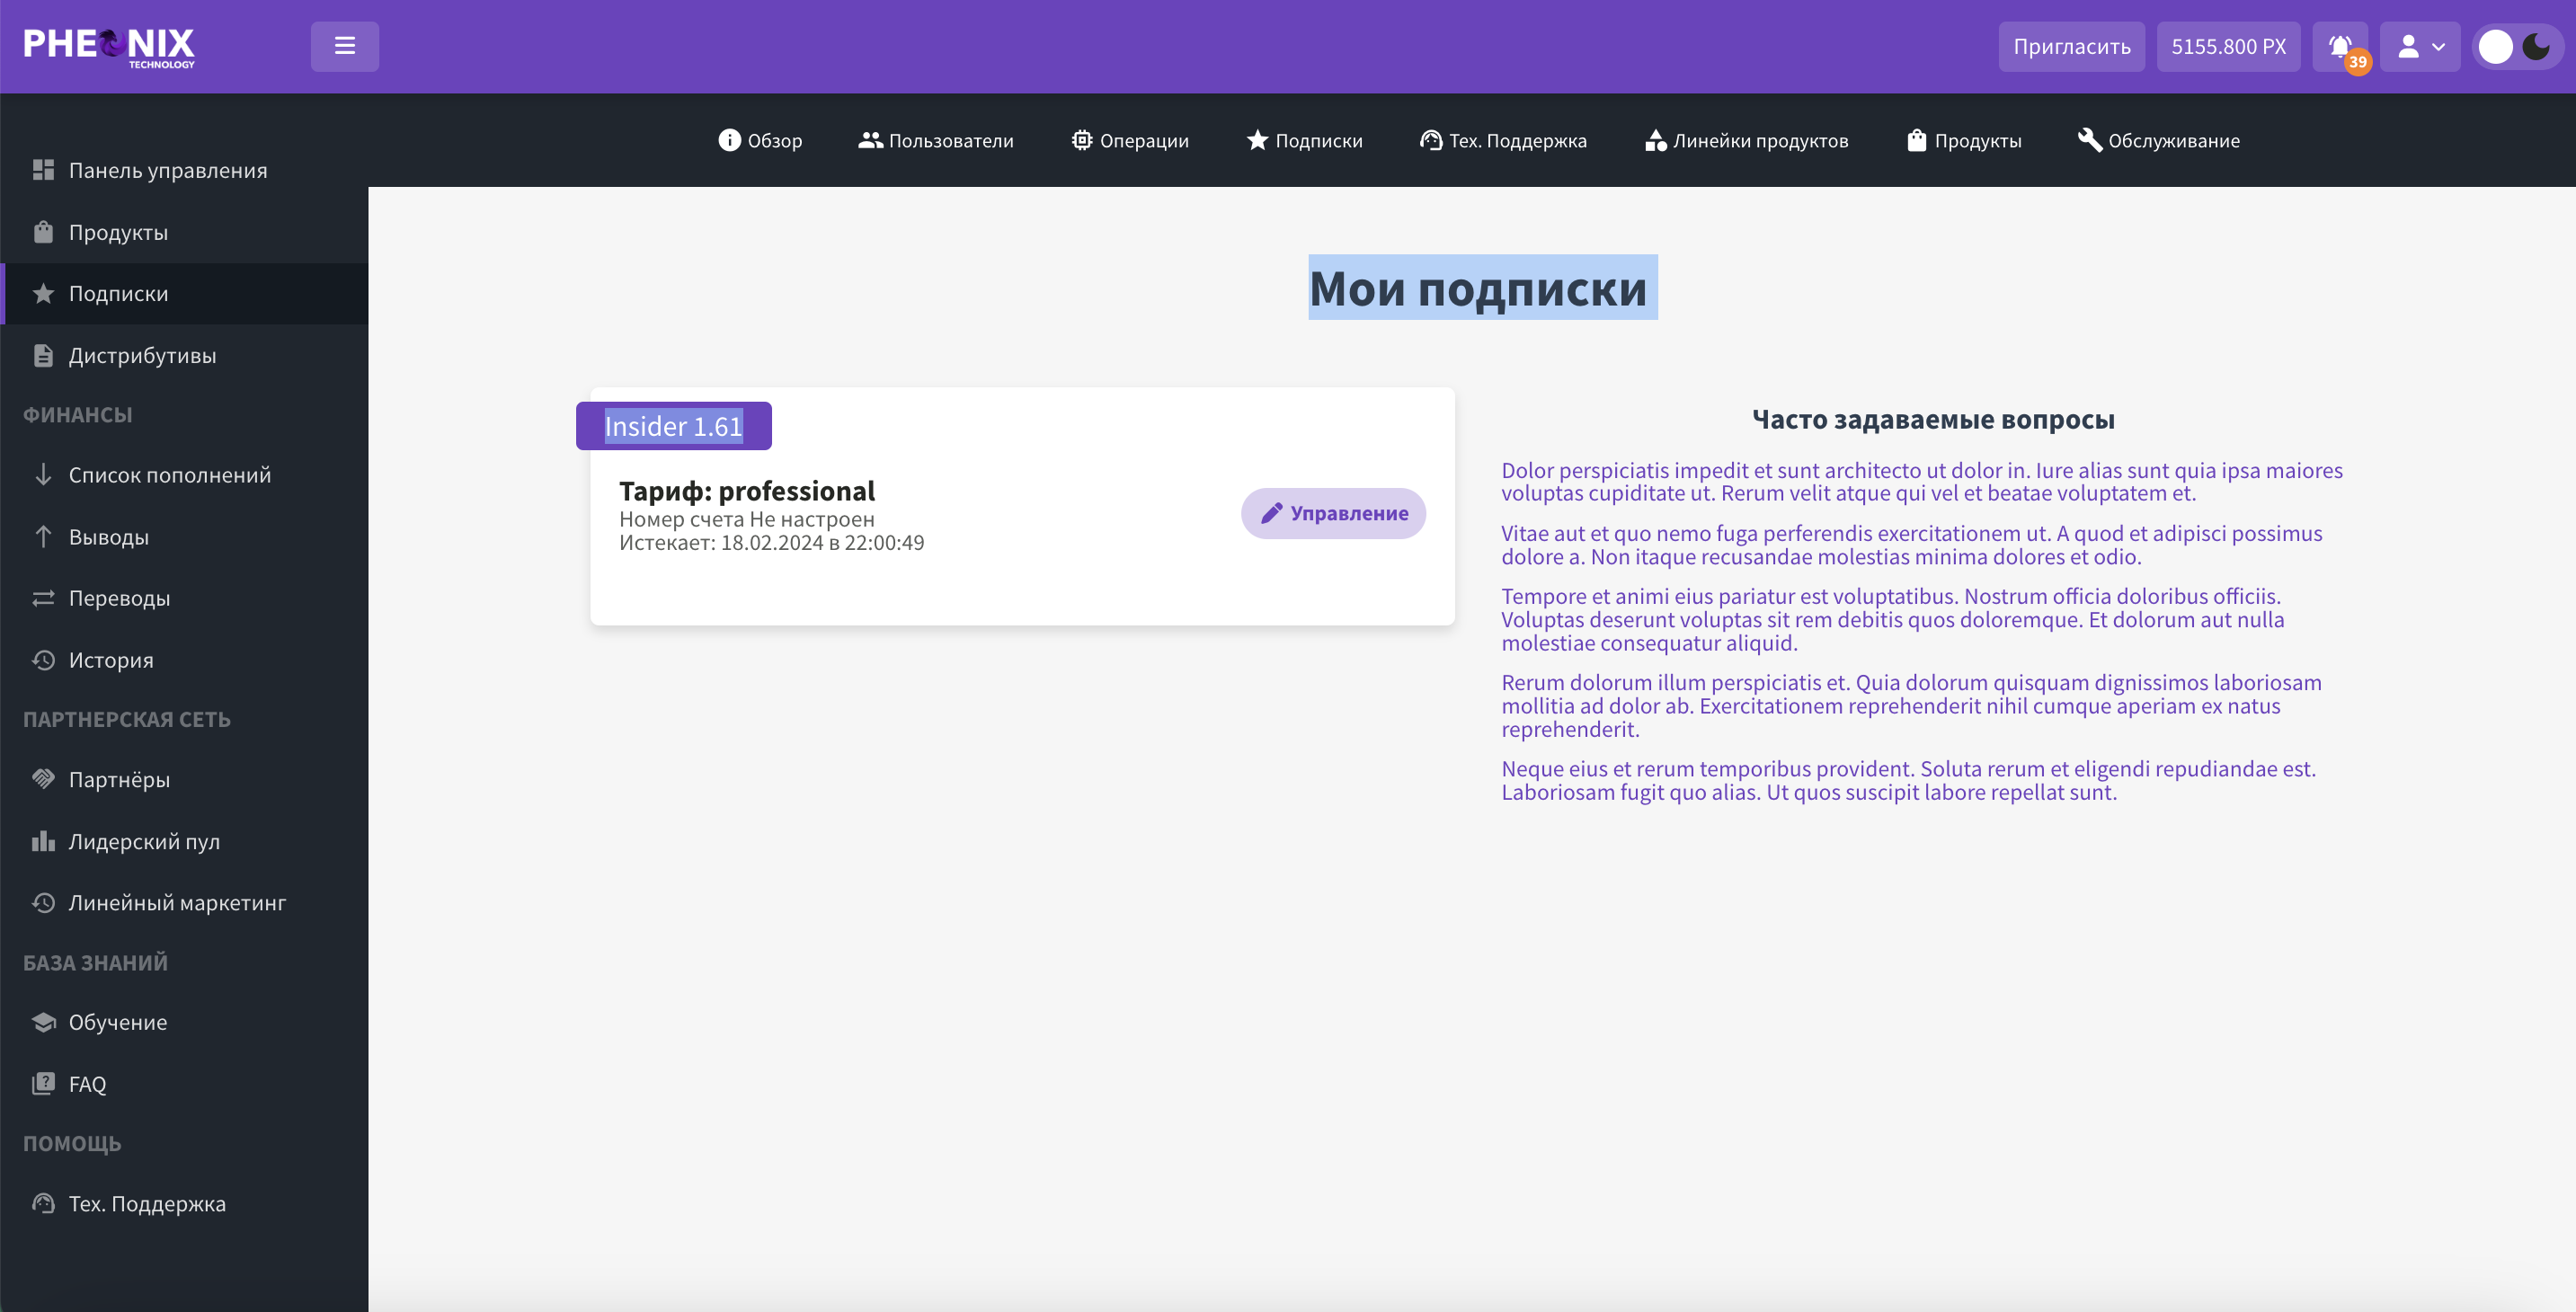 PHEONIX
TECHNOLOGY
Пригласить
5155.800 PX
39
Обзор
Пользователи
Операции
Подписки
Тех. Поддержка
Линейки продуктов
Продукты
Обслуживание
Панель управления
Продукты
Подписки
Дистрибутивы
ФИНАНСЫ
Список пополнений
Выводы
Переводы
История
ПАРТНЕРСКАЯ СЕТЬ
Партнёры
Лидерский пул
Линейный маркетинг
БАЗА ЗНАНИЙ
Обучение
FAQ
ПОМОЩЬ
Тех. Поддержка
Мои подписки
Insider 1.61
Тариф: professional
Номер счета Не настроен
Истекает: 18.02.2024 в 22:00:49
Управление
Часто задаваемые вопросы
Dolor perspiciatis impedit et sunt architecto ut dolor in. Iure alias sunt quia ipsa maiores
voluptas cupiditate ut. Rerum velit atque qui vel et beatae voluptatem et.
Vitae aut et quo nemo fuga perferendis exercitationem ut. A quod et adipisci possimus
dolore a. Non itaque recusandae molestias minima dolores et odio.
Tempore et animi eius pariatur est voluptatibus. Nostrum officia doloribus officiis.
Voluptas deserunt voluptas sit rem debitis quos doloremque. Et dolorum aut nulla
molestiae consequatur aliquid.
Rerum dolorum illum perspiciatis et. Quia dolorum quisquam dignissimos laboriosam
mollitia ad dolor ab. Exercitationem reprehenderit nihil cumque aperiam ex natus
reprehenderit.
Neque eius et rerum temporibus provident. Soluta rerum et eligendi repudiandae est.
Laboriosam fugit quo alias. Ut quos suscipit labore repellat sunt.